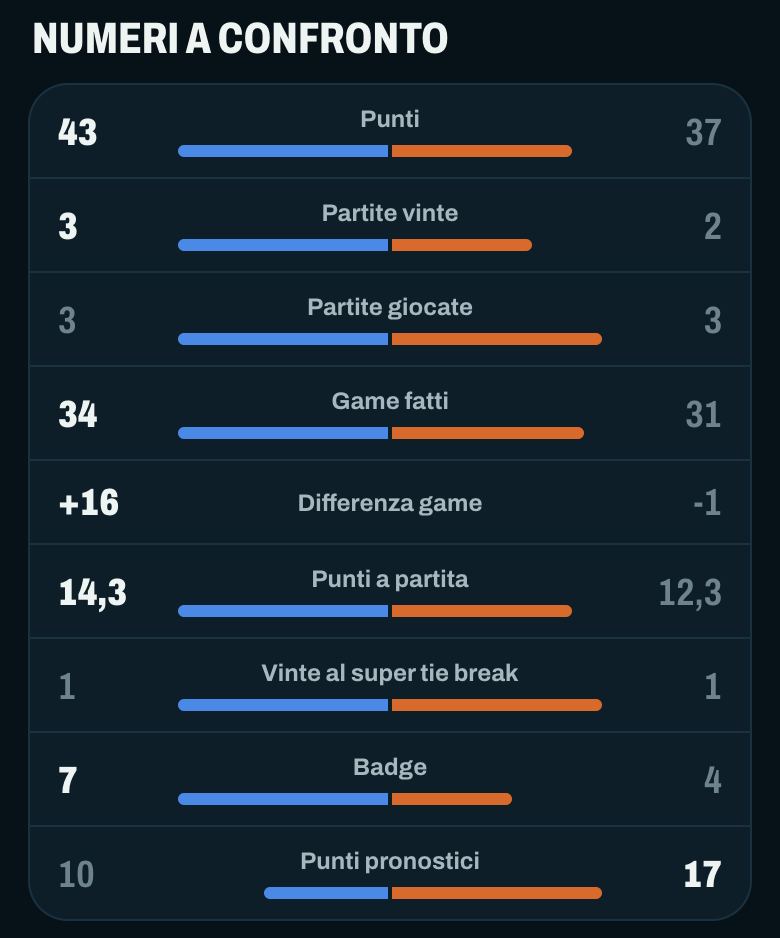 NUMERI A CONFRONTO
43 Punti 37
3 Partite vinte 2
3 Partite giocate 3
34 Game fatti 31
+16 Differenza game -1
14,3 Punti a partita 12,3
1 Vinte al super tie break 1
7 Badge 4
10 Punti pronostici 17